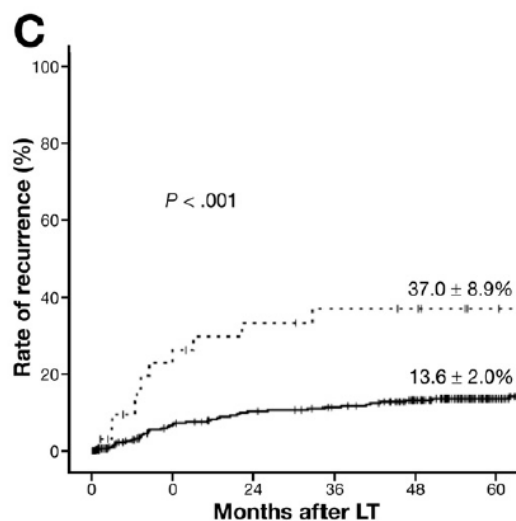 C
Rate of recurrence (%)
100
80
60
40
20
0
P < .001
37.0 ± 8.9%
13.6 ± 2.0%
0 0 24 36 48 60
Months after LT